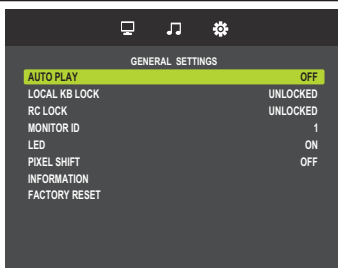 GENERAL SETTINGS
AUTO PLAY OFF
LOCAL KB LOCK UNLOCKED
RC LOCK UNLOCKED
MONITOR ID 1
LED ON
PIXEL SHIFT OFF
INFORMATION
FACTORY RESET